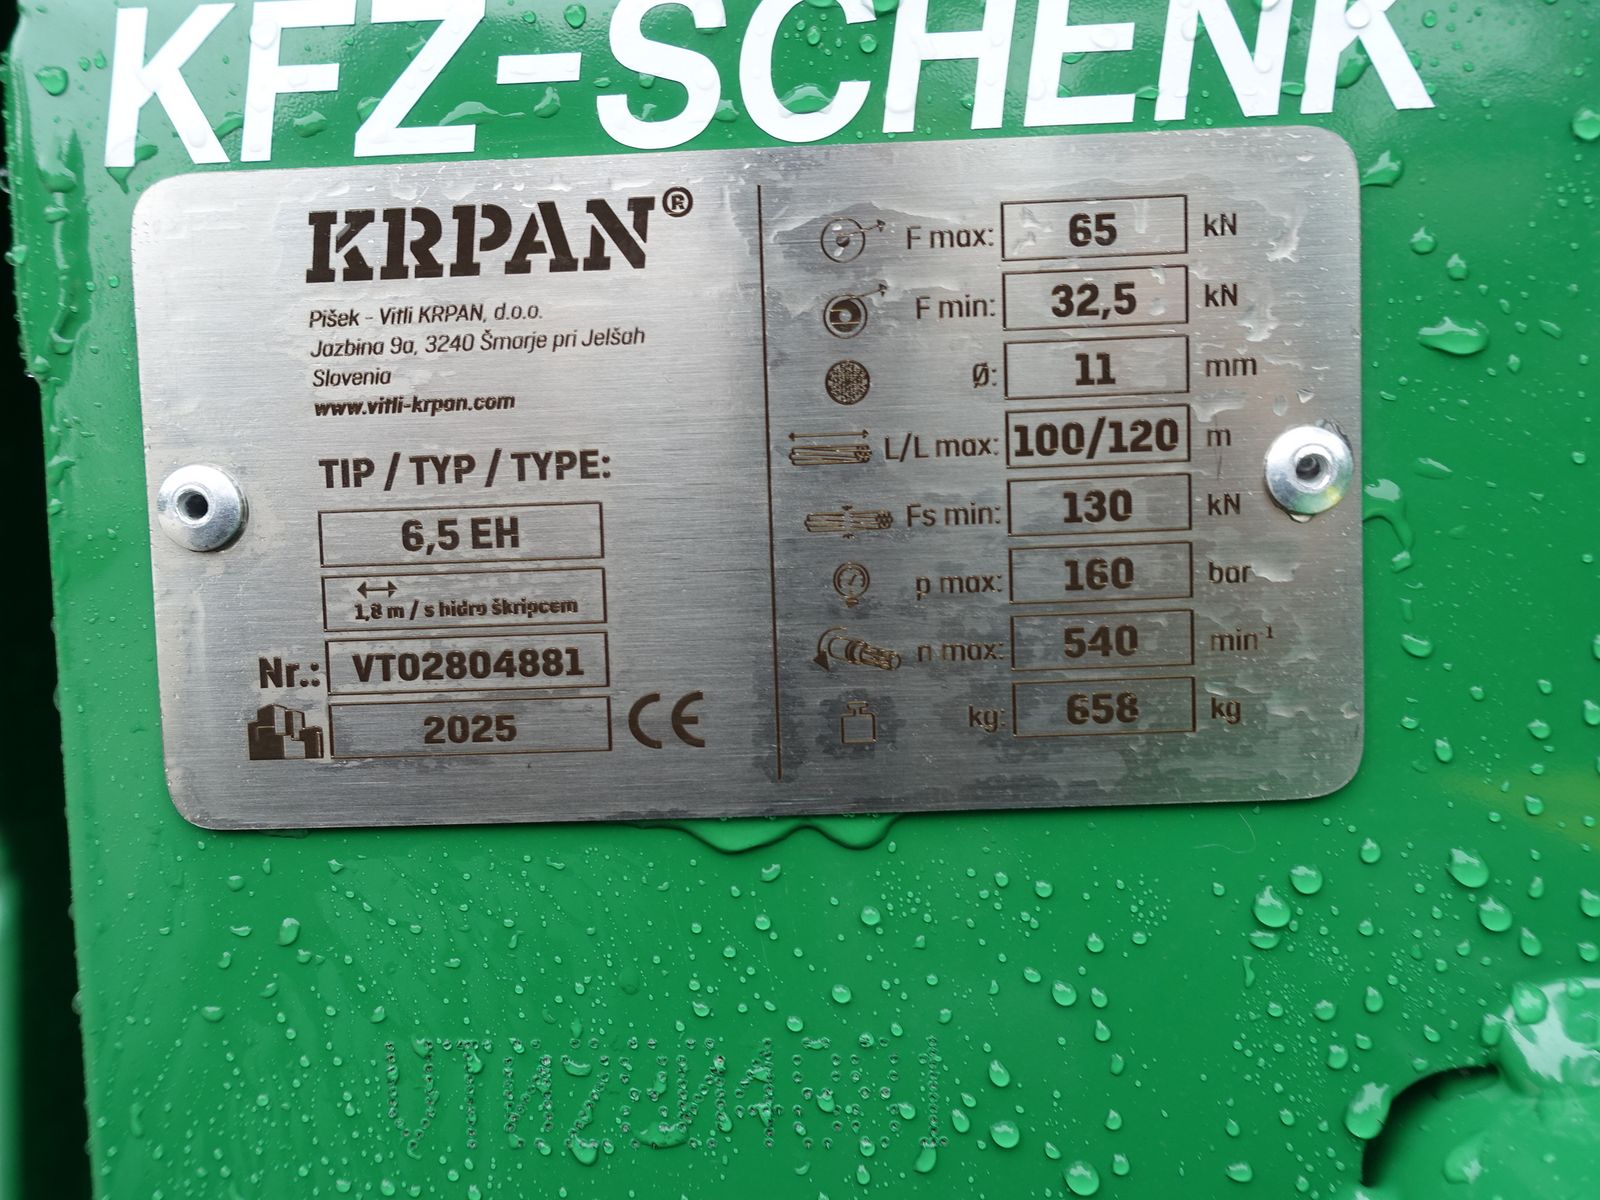 KFZ-SCHENK
KRPAN®
Pišek - Vitli KRPAN, d.o.o.
Jazbina 9a, 3240 Šmarje pri Jelšah
Slovenia
www.vitli-krpan.com
TIP / TYP / TYPE:
6,5 EH
1,8 m / s hidro škripcem
Nr.: VT02804881
2025 CE
F max: 65 kN
F min: 32,5 kN
Ø: 11 mm
L/L max: 100/120 m
Fs min: 130 kN
p max: 160 bar
n max: 540 min⁻¹
kg: 658 kg